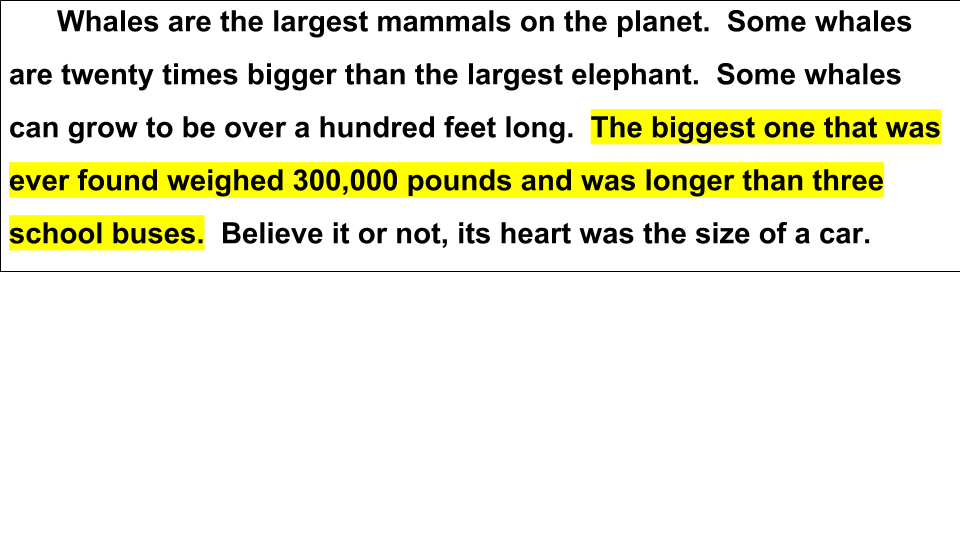 Whales are the largest mammals on the planet.  Some whales
are twenty times bigger than the largest elephant.  Some whales
can grow to be over a hundred feet long.  The biggest one that was
ever found weighed 300,000 pounds and was longer than three
school buses.  Believe it or not, its heart was the size of a car.